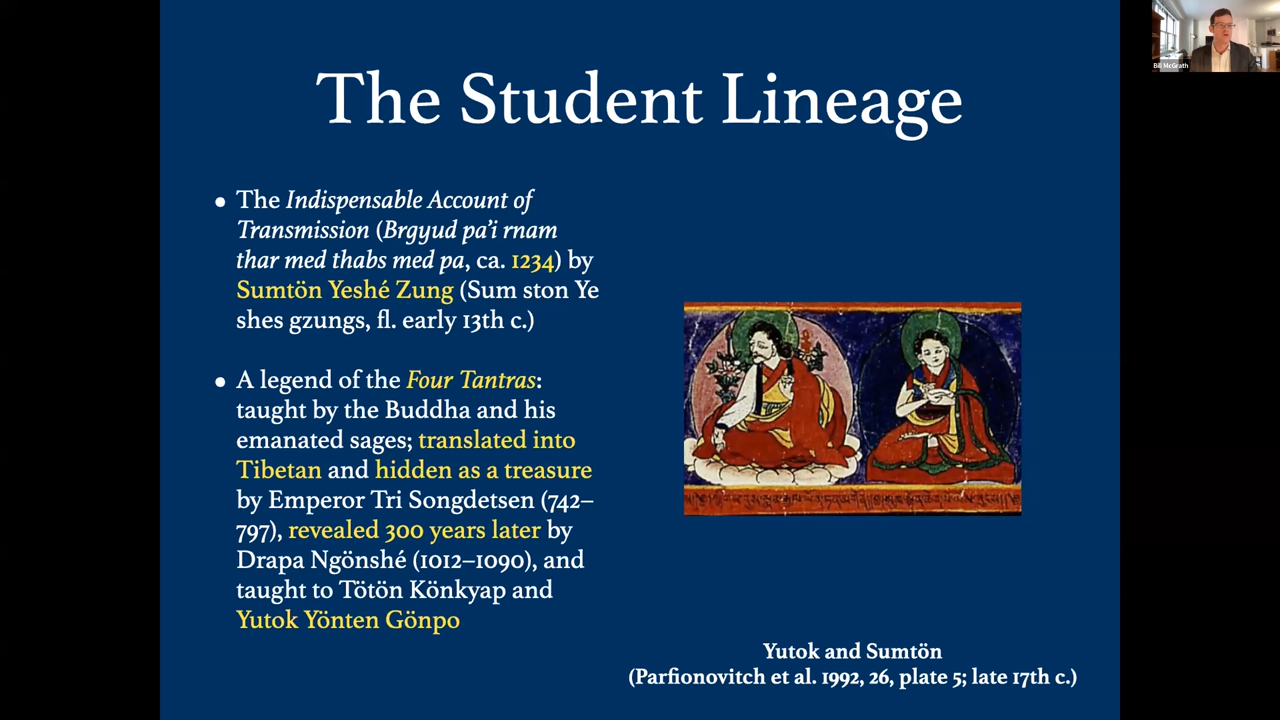 The Student Lineage
• The Indispensable Account of
Transmission (Brgyud pa’i rnam
thar med thabs med pa, ca. 1234) by
Sumtön Yeshé Zung (Sum ston Ye
shes gzungs, fl. early 13th c.)
• A legend of the Four Tantras:
taught by the Buddha and his
emanated sages; translated into
Tibetan and hidden as a treasure
by Emperor Tri Songdetsen (742–
797), revealed 300 years later by
Drapa Ngönshé (1012–1090), and
taught to Tötön Könkyap and
Yutok Yönten Gönpo
Yutok and Sumtön
(Parfionovitch et al. 1992, 26, plate 5; late 17th c.)
Bill McGrath